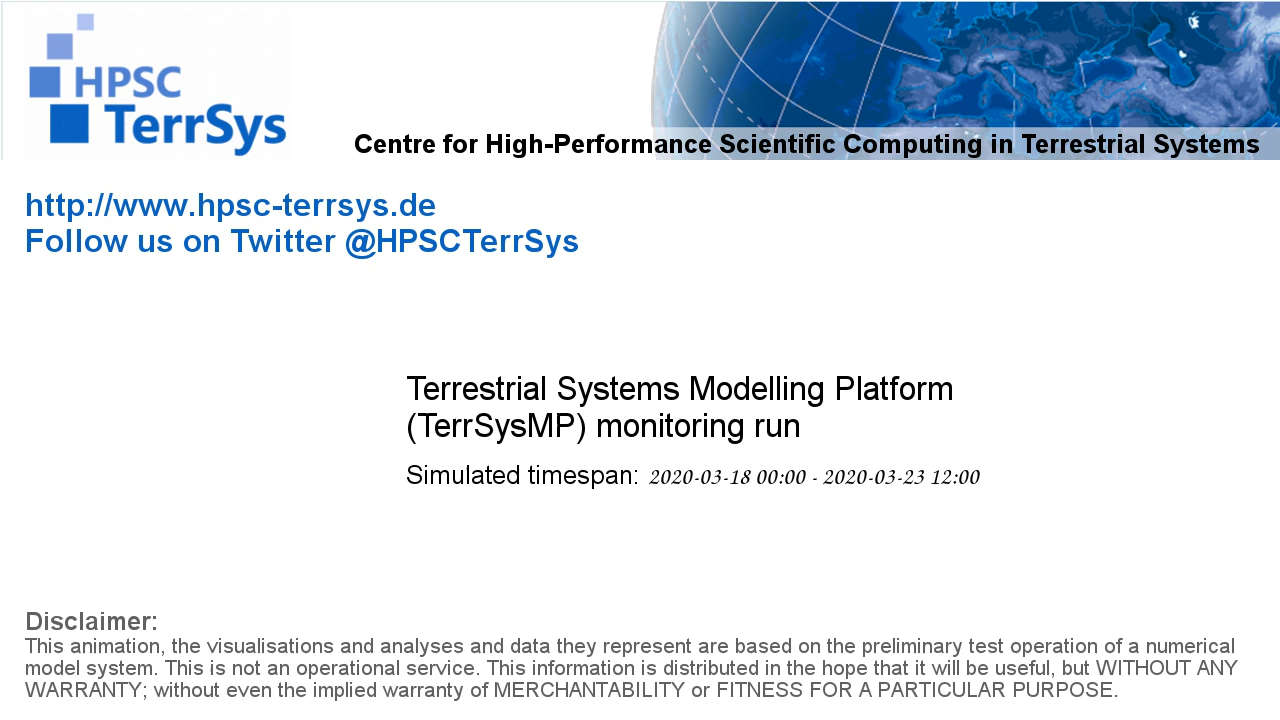 HPSC
TerrSys
Centre for High-Performance Scientific Computing in Terrestrial Systems
http://www.hpsc-terrsys.de
Follow us on Twitter @HPSCTerrSys
Terrestrial Systems Modelling Platform
(TerrSysMP) monitoring run
Simulated timespan: 2020-03-18 00:00 - 2020-03-23 12:00
Disclaimer:
This animation, the visualisations and analyses and data they represent are based on the preliminary test operation of a numerical
model system. This is not an operational service. This information is distributed in the hope that it will be useful, but WITHOUT ANY
WARRANTY; without even the implied warranty of MERCHANTABILITY or FITNESS FOR A PARTICULAR PURPOSE.